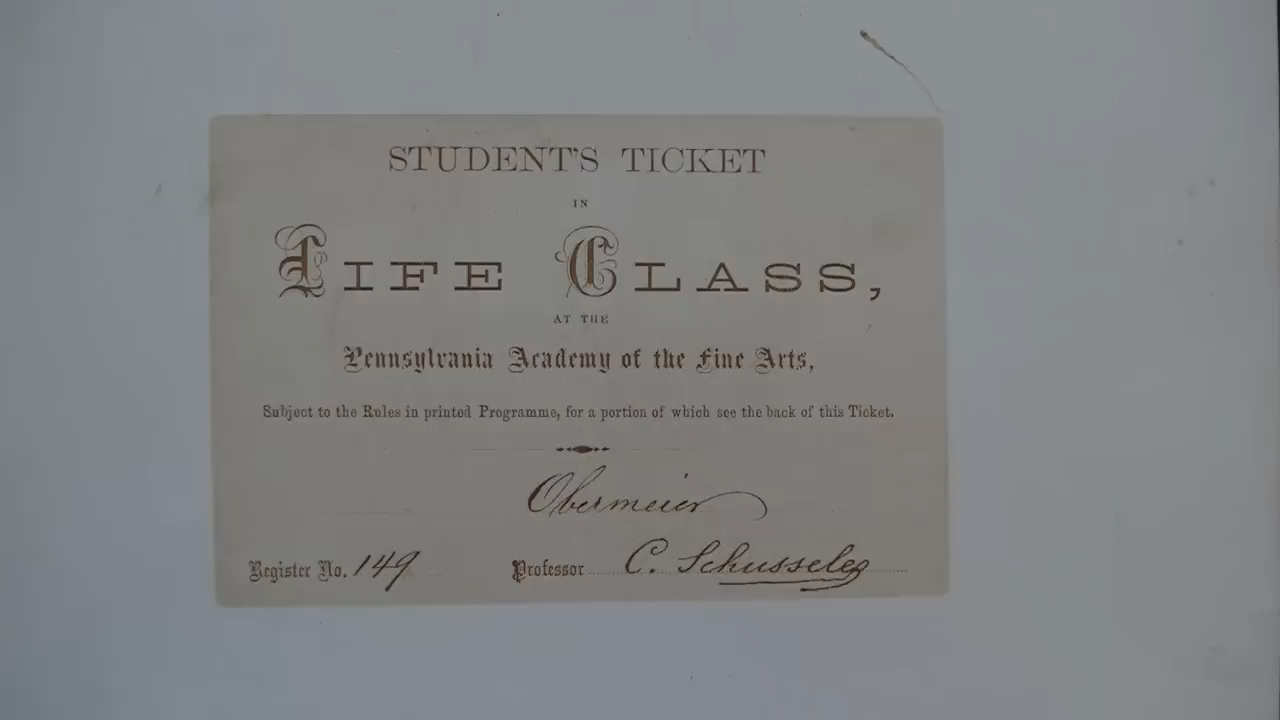 STUDENT'S TICKET
IN
LIFE CLASS,
AT THE
Pennsylvania Academy of the Fine Arts,
Subject to the Rules in printed Programme, for a portion of which see the back of this Ticket.
Obermeier
Register No. 149 Professor C. Schussele